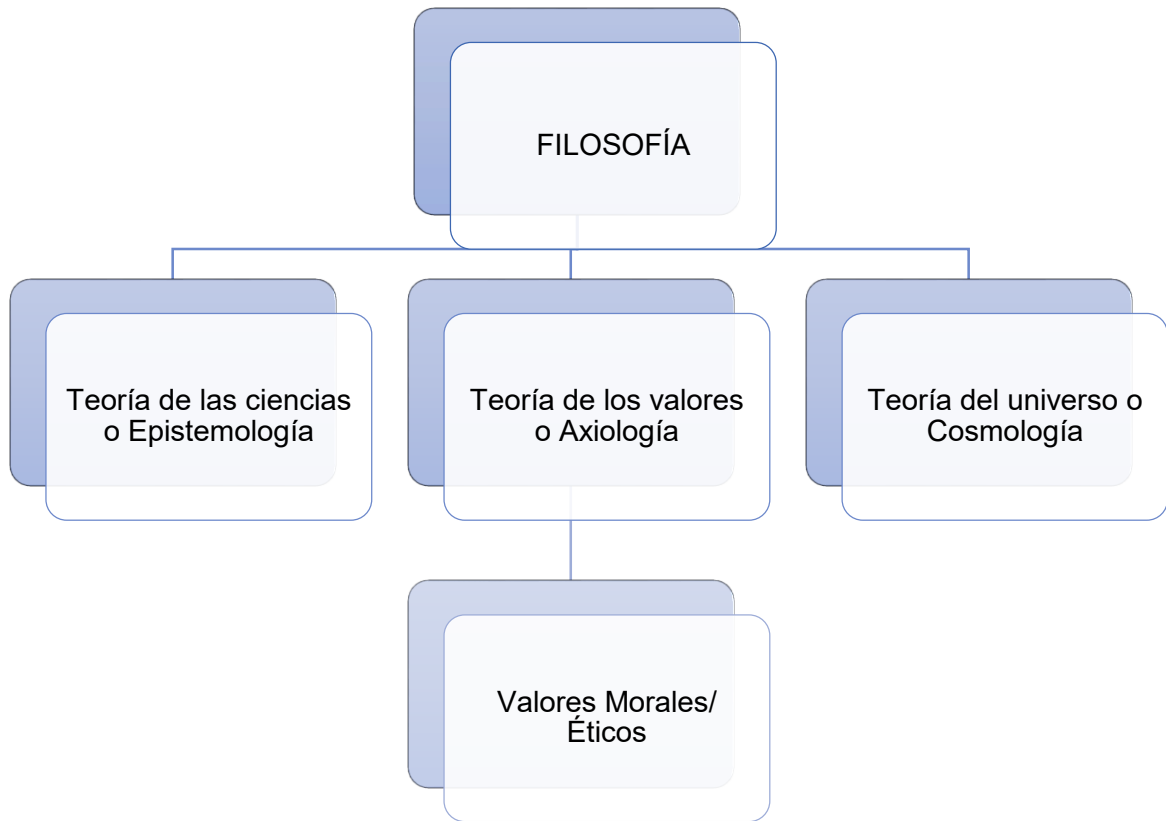 FILOSOFÍA
Teoría de las ciencias
o Epistemología
Teoría de los valores
o Axiología
Teoría del universo o
Cosmología
Valores Morales/
Éticos